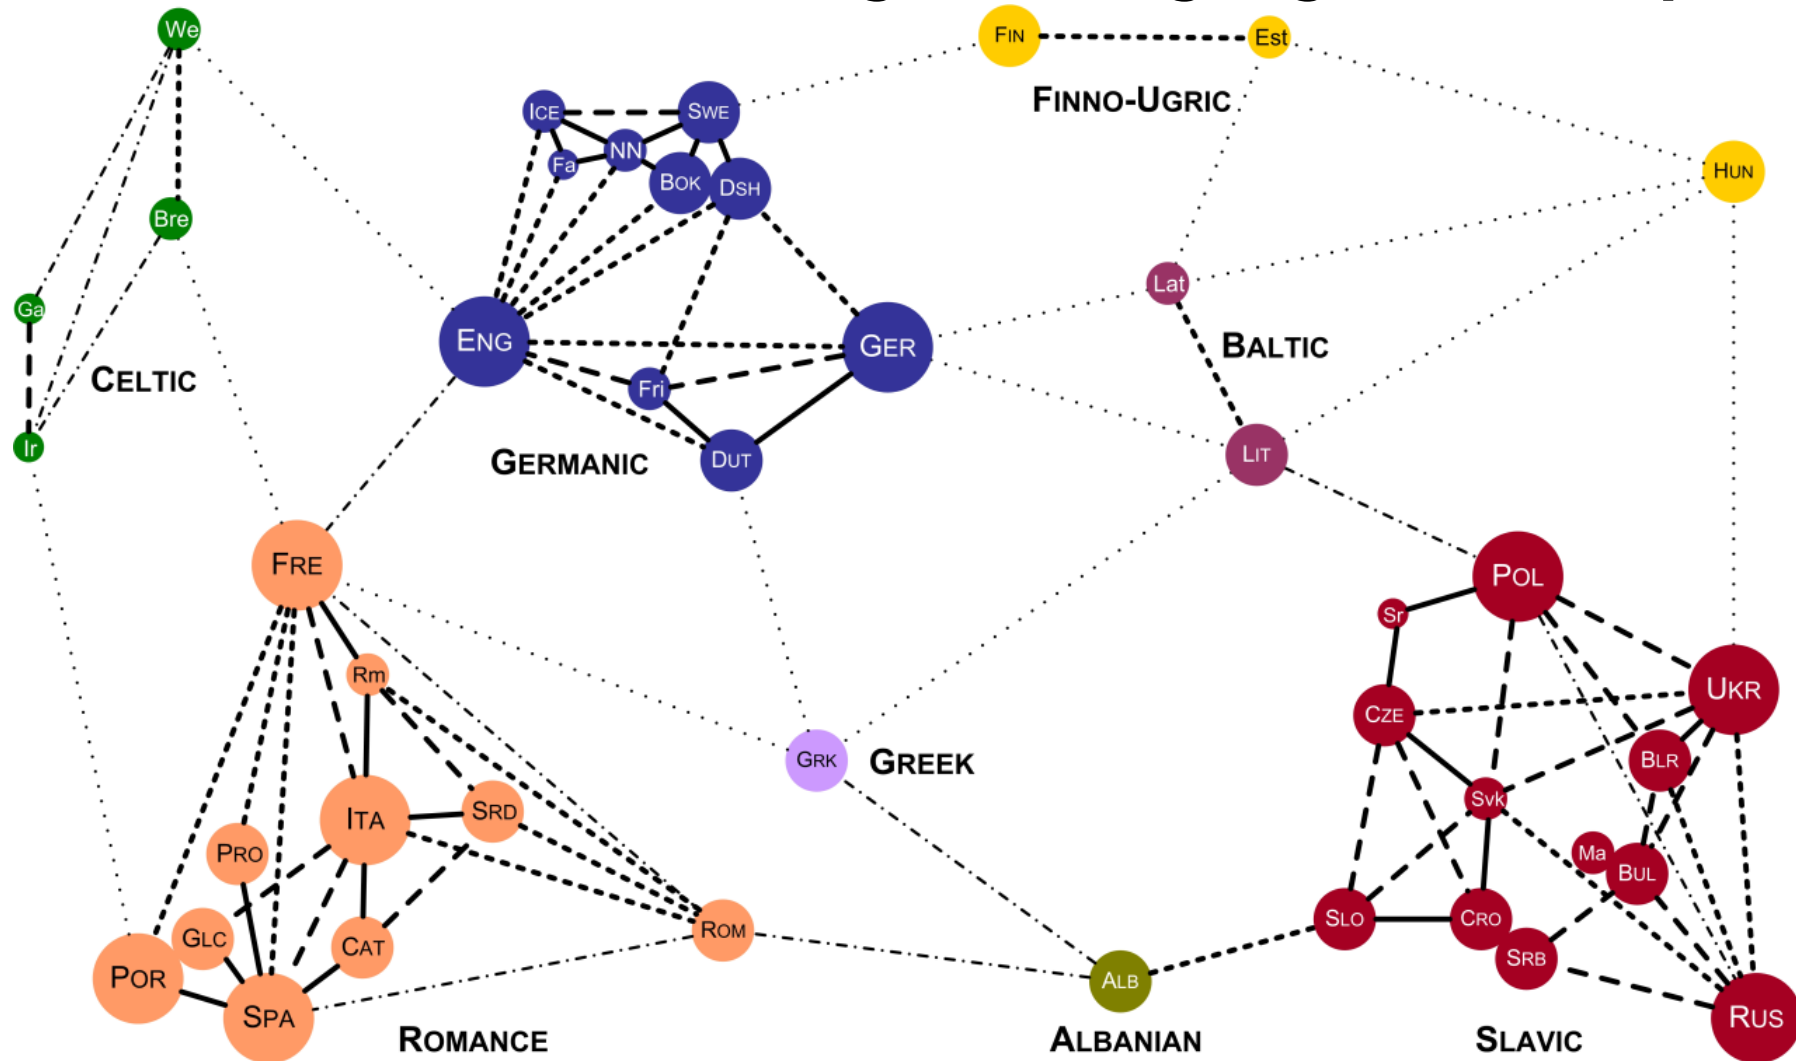 We
FIN
Est
FINNO-UGRIC
ICE
SWE
NN
Fa
BOK
DSH
HUN
Bre
Ga
Lat
ENG
GER
BALTIC
CELTIC
Fri
Ir
GERMANIC
DUT
LIT
FRE
POL
Sr
Rm
UKR
CZE
GRK
GREEK
BLR
Svk
ITA
SRD
PRO
Ma
BUL
GLC
CAT
ROM
SLO
CRO
SRB
POR
ALB
SPA
RUS
ROMANCE
ALBANIAN
SLAVIC